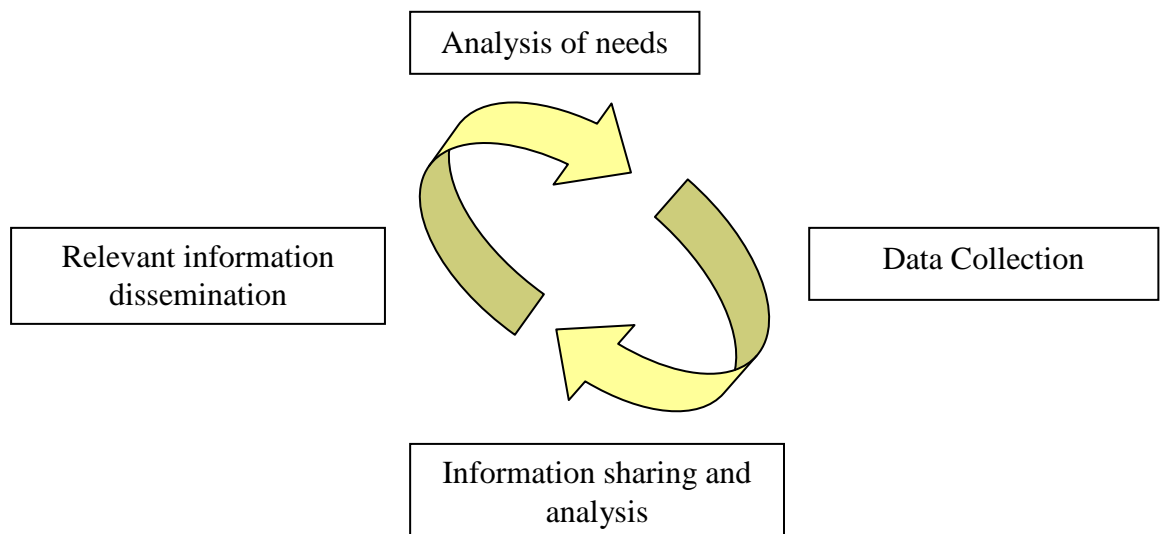 Analysis of needs
Relevant information
dissemination
Data Collection
Information sharing and
analysis